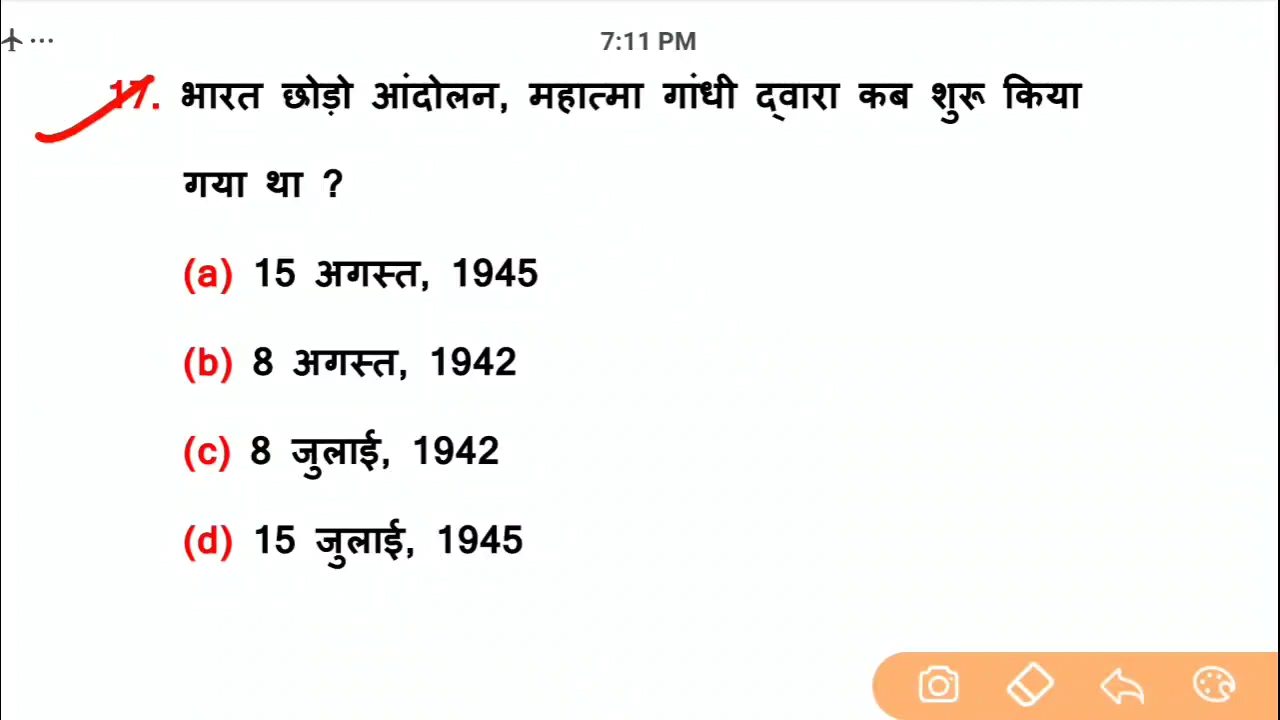 7:11 PM
17. भारत छोड़ो आंदोलन, महात्मा गांधी द्वारा कब शुरू किया
गया था ?
(a) 15 अगस्त, 1945
(b) 8 अगस्त, 1942
(c) 8 जुलाई, 1942
(d) 15 जुलाई, 1945